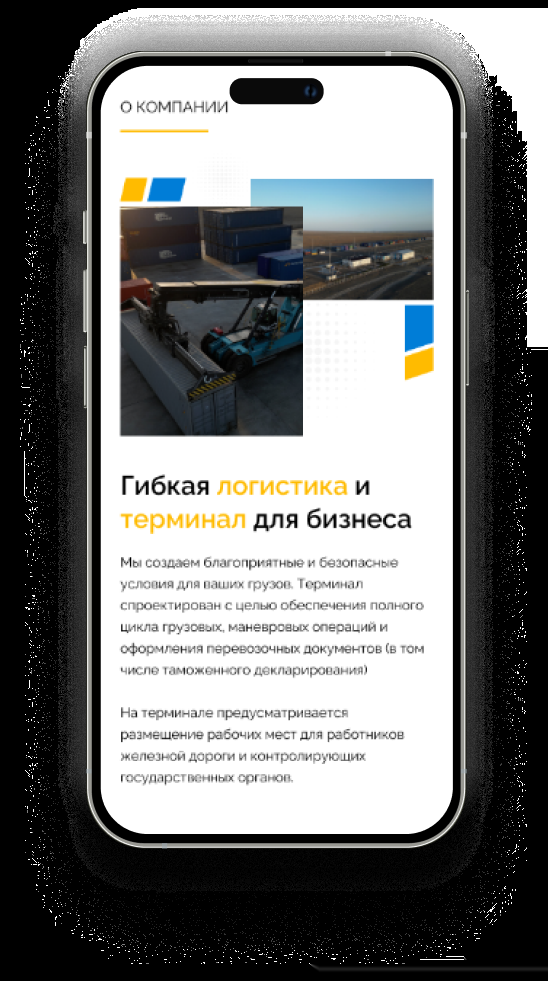 О КОМПАНИИ
Гибкая логистика и
терминал для бизнеса
Мы создаем благоприятные и безопасные
условия для ваших грузов. Терминал
спроектирован с целью обеспечения полного
цикла грузовых, маневровых операций и
оформления перевозочных документов (в том
числе таможенного декларирования)
На терминале предусматривается
размещение рабочих мест для работников
железной дороги и контролирующих
государственных органов.